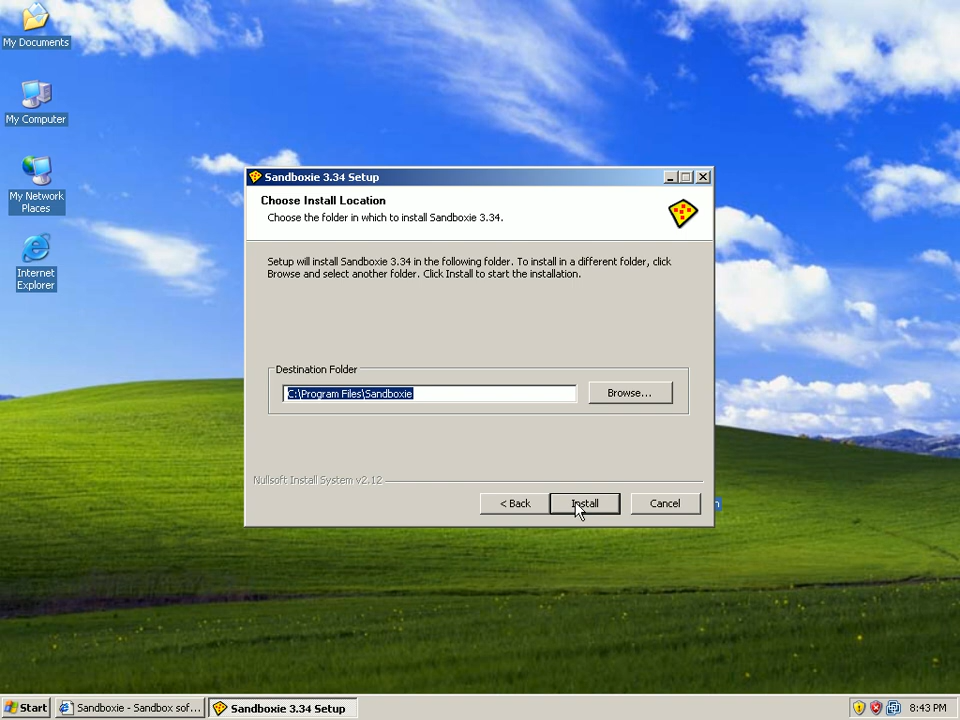 My Documents
My Computer
My Network
Places
Internet
Explorer
Sandboxie 3.34 Setup
Choose Install Location
Choose the folder in which to install Sandboxie 3.34.
Setup will install Sandboxie 3.34 in the following folder. To install in a different folder, click
Browse and select another folder. Click Install to start the installation.
Destination Folder
C:\Program Files\Sandboxie
Browse...
Nullsoft Install System v2.12
< Back
Install
Cancel
Start
Sandboxie - Sandbox sof...
Sandboxie 3.34 Setup
8:43 PM